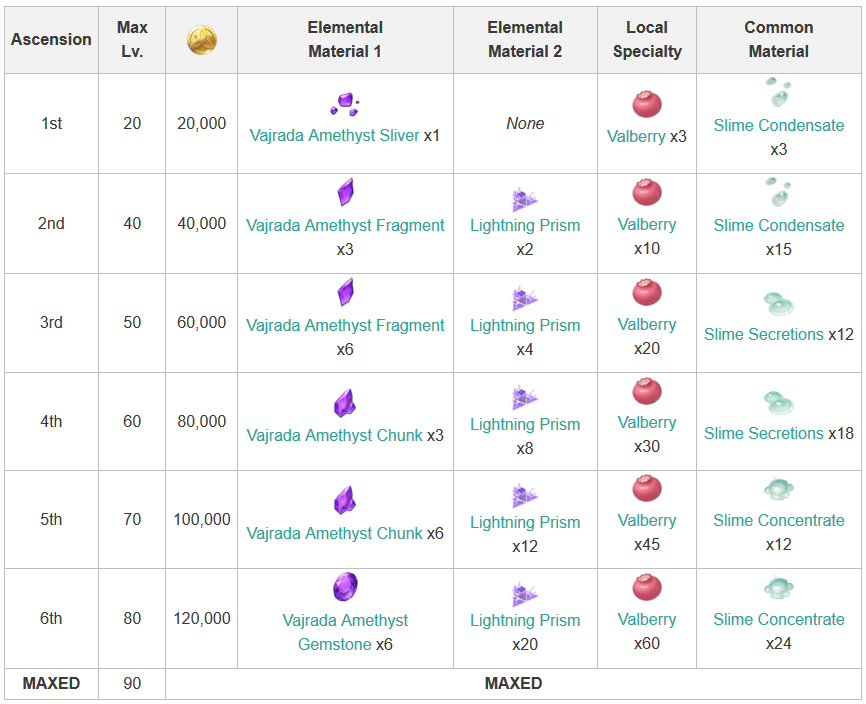 Ascension Max Lv. Elemental Material 1 Elemental Material 2 Local Specialty Common Material
1st 20 20,000 Vajrada Amethyst Sliver x1 None Valberry x3 Slime Condensate x3
2nd 40 40,000 Vajrada Amethyst Fragment x3 Lightning Prism x2 Valberry x10 Slime Condensate x15
3rd 50 60,000 Vajrada Amethyst Fragment x6 Lightning Prism x4 Valberry x20 Slime Secretions x12
4th 60 80,000 Vajrada Amethyst Chunk x3 Lightning Prism x8 Valberry x30 Slime Secretions x18
5th 70 100,000 Vajrada Amethyst Chunk x6 Lightning Prism x12 Valberry x45 Slime Concentrate x12
6th 80 120,000 Vajrada Amethyst Gemstone x6 Lightning Prism x20 Valberry x60 Slime Concentrate x24
MAXED 90 MAXED